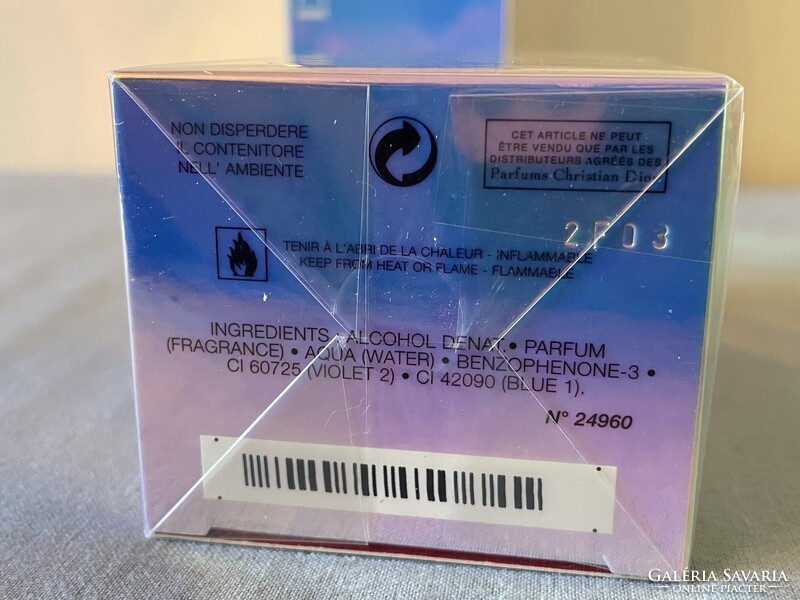 NON DISPERDERE
IL CONTENITORE
NELL' AMBIENTE
CET ARTICLE NE PEUT
ÊTRE VENDU QUE PAR LES
DISTRIBUTEURS AGRÉÉS DES
Parfums Christian Dior
2F03
TENIR À L'ABRI DE LA CHALEUR - INFLAMMABLE
KEEP FROM HEAT OR FLAME - FLAMMABLE
INGREDIENTS : ALCOHOL DENAT. • PARFUM
(FRAGRANCE) • AQUA (WATER) • BENZOPHENONE-3 •
CI 60725 (VIOLET 2) • CI 42090 (BLUE 1).
N° 24960
GALÉRIA SAVARIA
ONLINE PIACTÉR